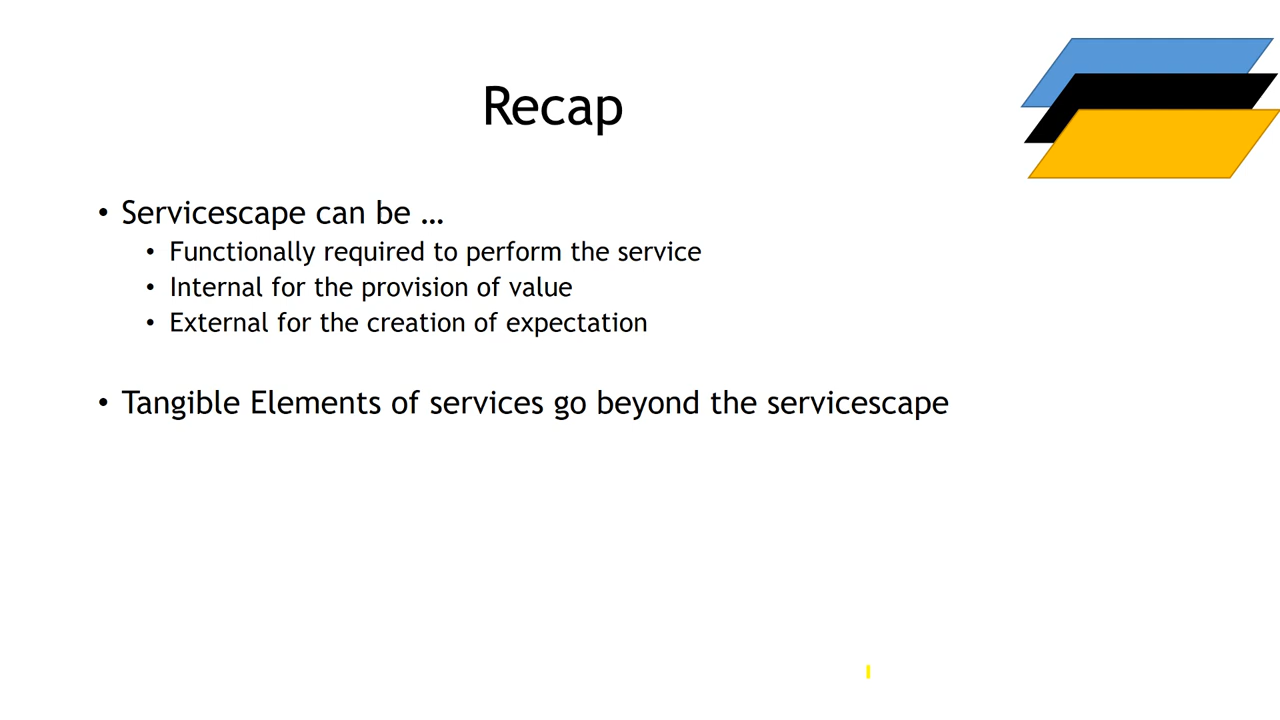 Recap
• Servicescape can be …
• Functionally required to perform the service
• Internal for the provision of value
• External for the creation of expectation
• Tangible Elements of services go beyond the servicescape